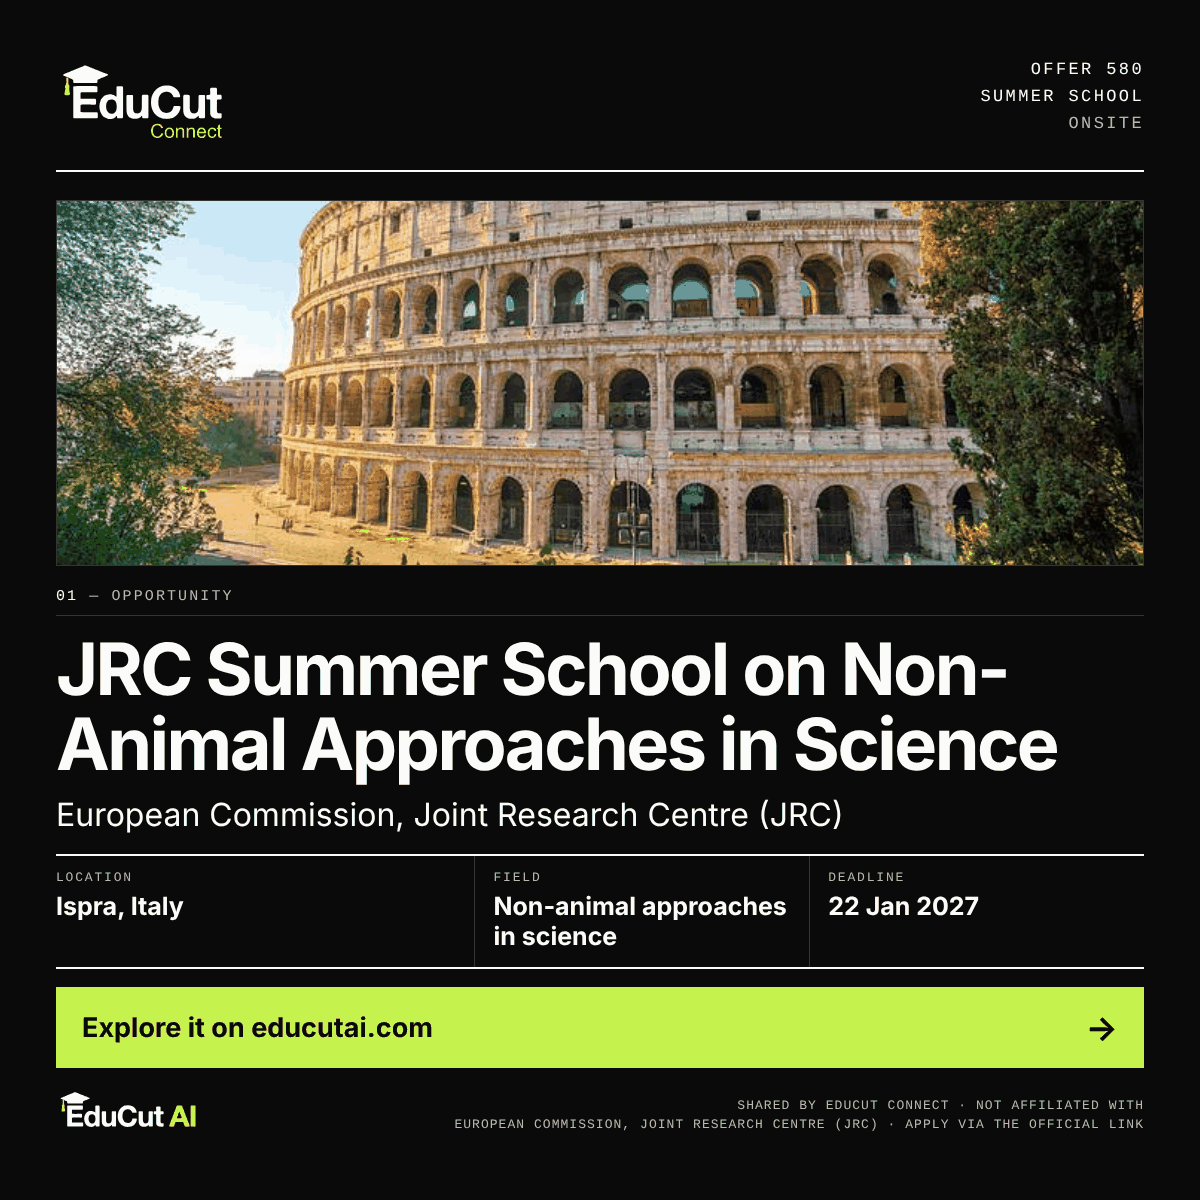 EduCut
Connect
OFFER 580
SUMMER SCHOOL
ONSITE
01 — OPPORTUNITY
JRC Summer School on Non-
Animal Approaches in Science
European Commission, Joint Research Centre (JRC)
LOCATION
Ispra, Italy
FIELD
Non-animal approaches
in science
DEADLINE
22 Jan 2027
Explore it on educutai.com →
EduCut AI
SHARED BY EDUCUT CONNECT · NOT AFFILIATED WITH
EUROPEAN COMMISSION, JOINT RESEARCH CENTRE (JRC) · APPLY VIA THE OFFICIAL LINK